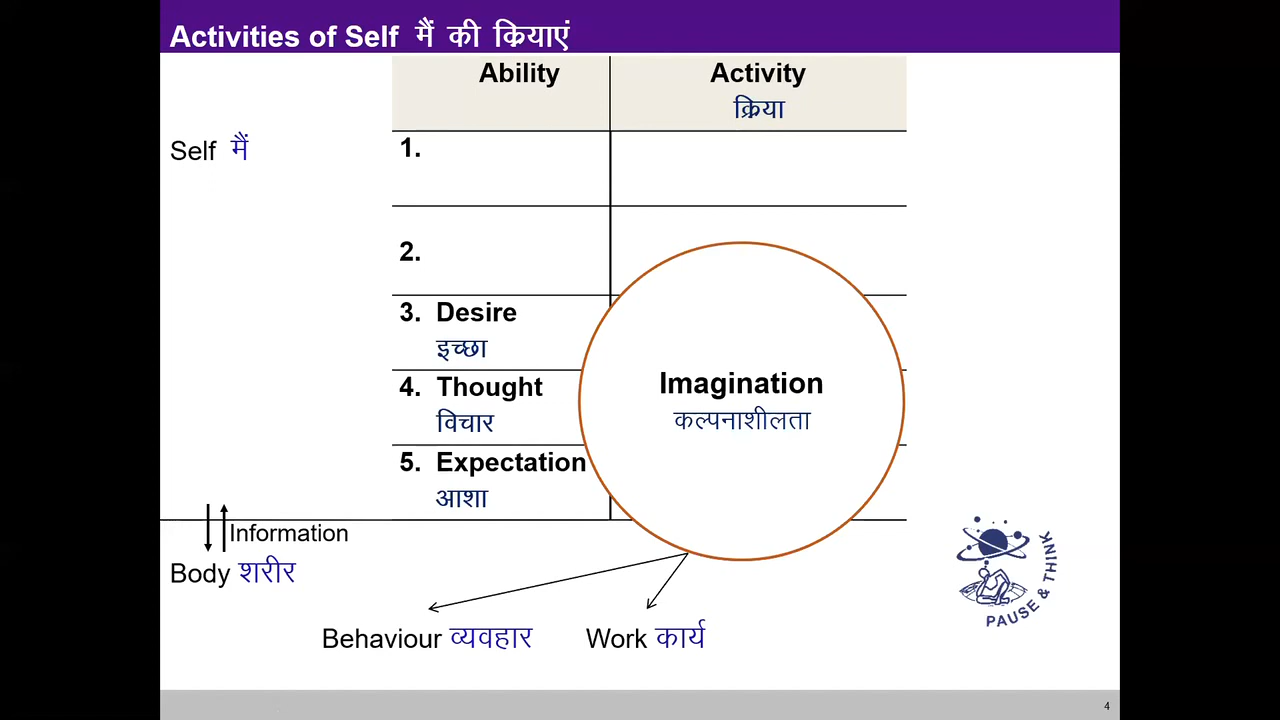 Activities of Self मैं की क्रियाएं
Ability
Activity
क्रिया
Self मैं
1.
2.
3. Desire
इच्छा
4. Thought
विचार
5. Expectation
आशा
Imagination
कल्पनाशीलता
Information
Body शरीर
Behaviour व्यवहार
Work कार्य
PAUSE & THINK
4